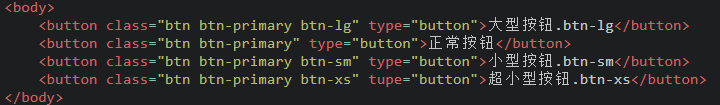 <body>
<button class="btn btn-primary btn-lg" type="button">大型按钮.btn-lg</button>
<button class="btn btn-primary" type="button">正常按钮</button>
<button class="btn btn-primary btn-sm" type="button">小型按钮.btn-sm</button>
<button class="btn btn-primary btn-xs" tupe="button">超小型按钮.btn-xs</button>
</body>